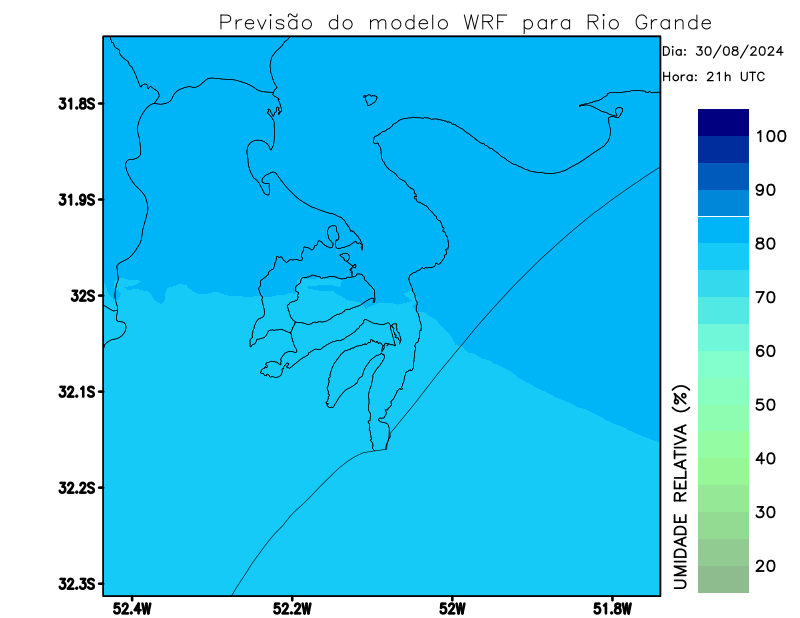 Previsão do modelo WRF para Rio Grande
Dia: 30/08/2024
Hora: 21h UTC
31.8S
31.9S
32S
32.1S
32.2S
32.3S
52.4W
52.2W
52W
51.8W
UMIDADE RELATIVA (%)
100
90
80
70
60
50
40
30
20